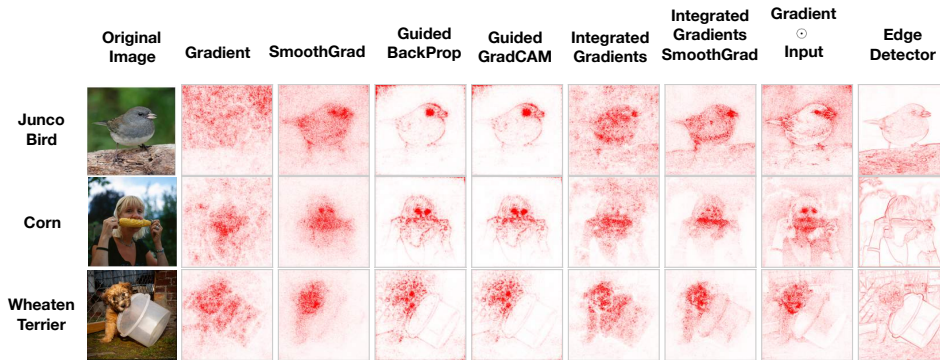 Original
Image
Gradient
SmoothGrad
Guided
BackProp
Guided
GradCAM
Integrated
Gradients
Integrated
Gradients
SmoothGrad
Gradient
⊙
Input
Edge
Detector
Junco
Bird
Corn
Wheaten
Terrier